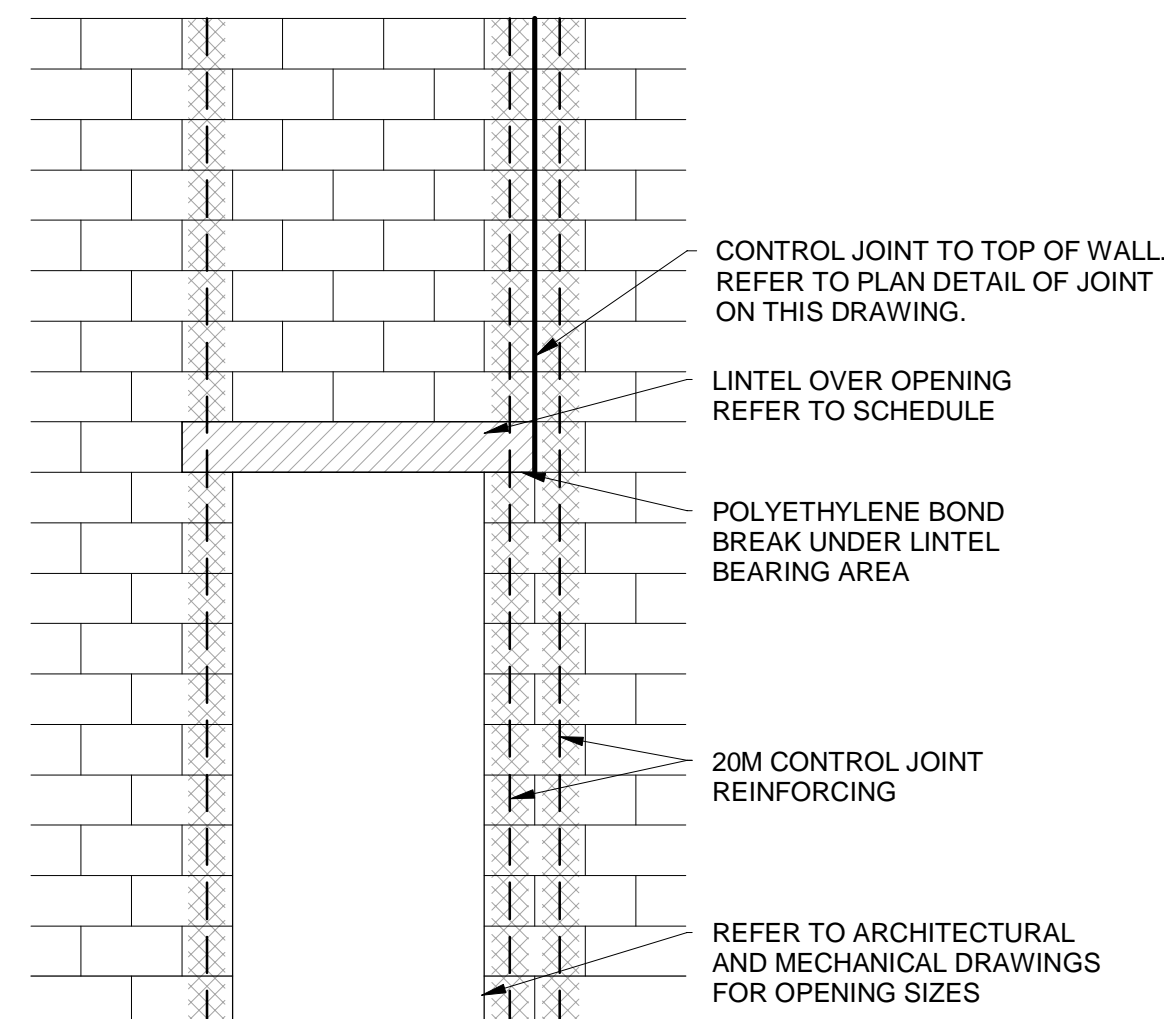 CONTROL JOINT TO TOP OF WALL.
REFER TO PLAN DETAIL OF JOINT
ON THIS DRAWING.
LINTEL OVER OPENING
REFER TO SCHEDULE
POLYETHYLENE BOND
BREAK UNDER LINTEL
BEARING AREA
20M CONTROL JOINT
REINFORCING
REFER TO ARCHITECTURAL
AND MECHANICAL DRAWINGS
FOR OPENING SIZES